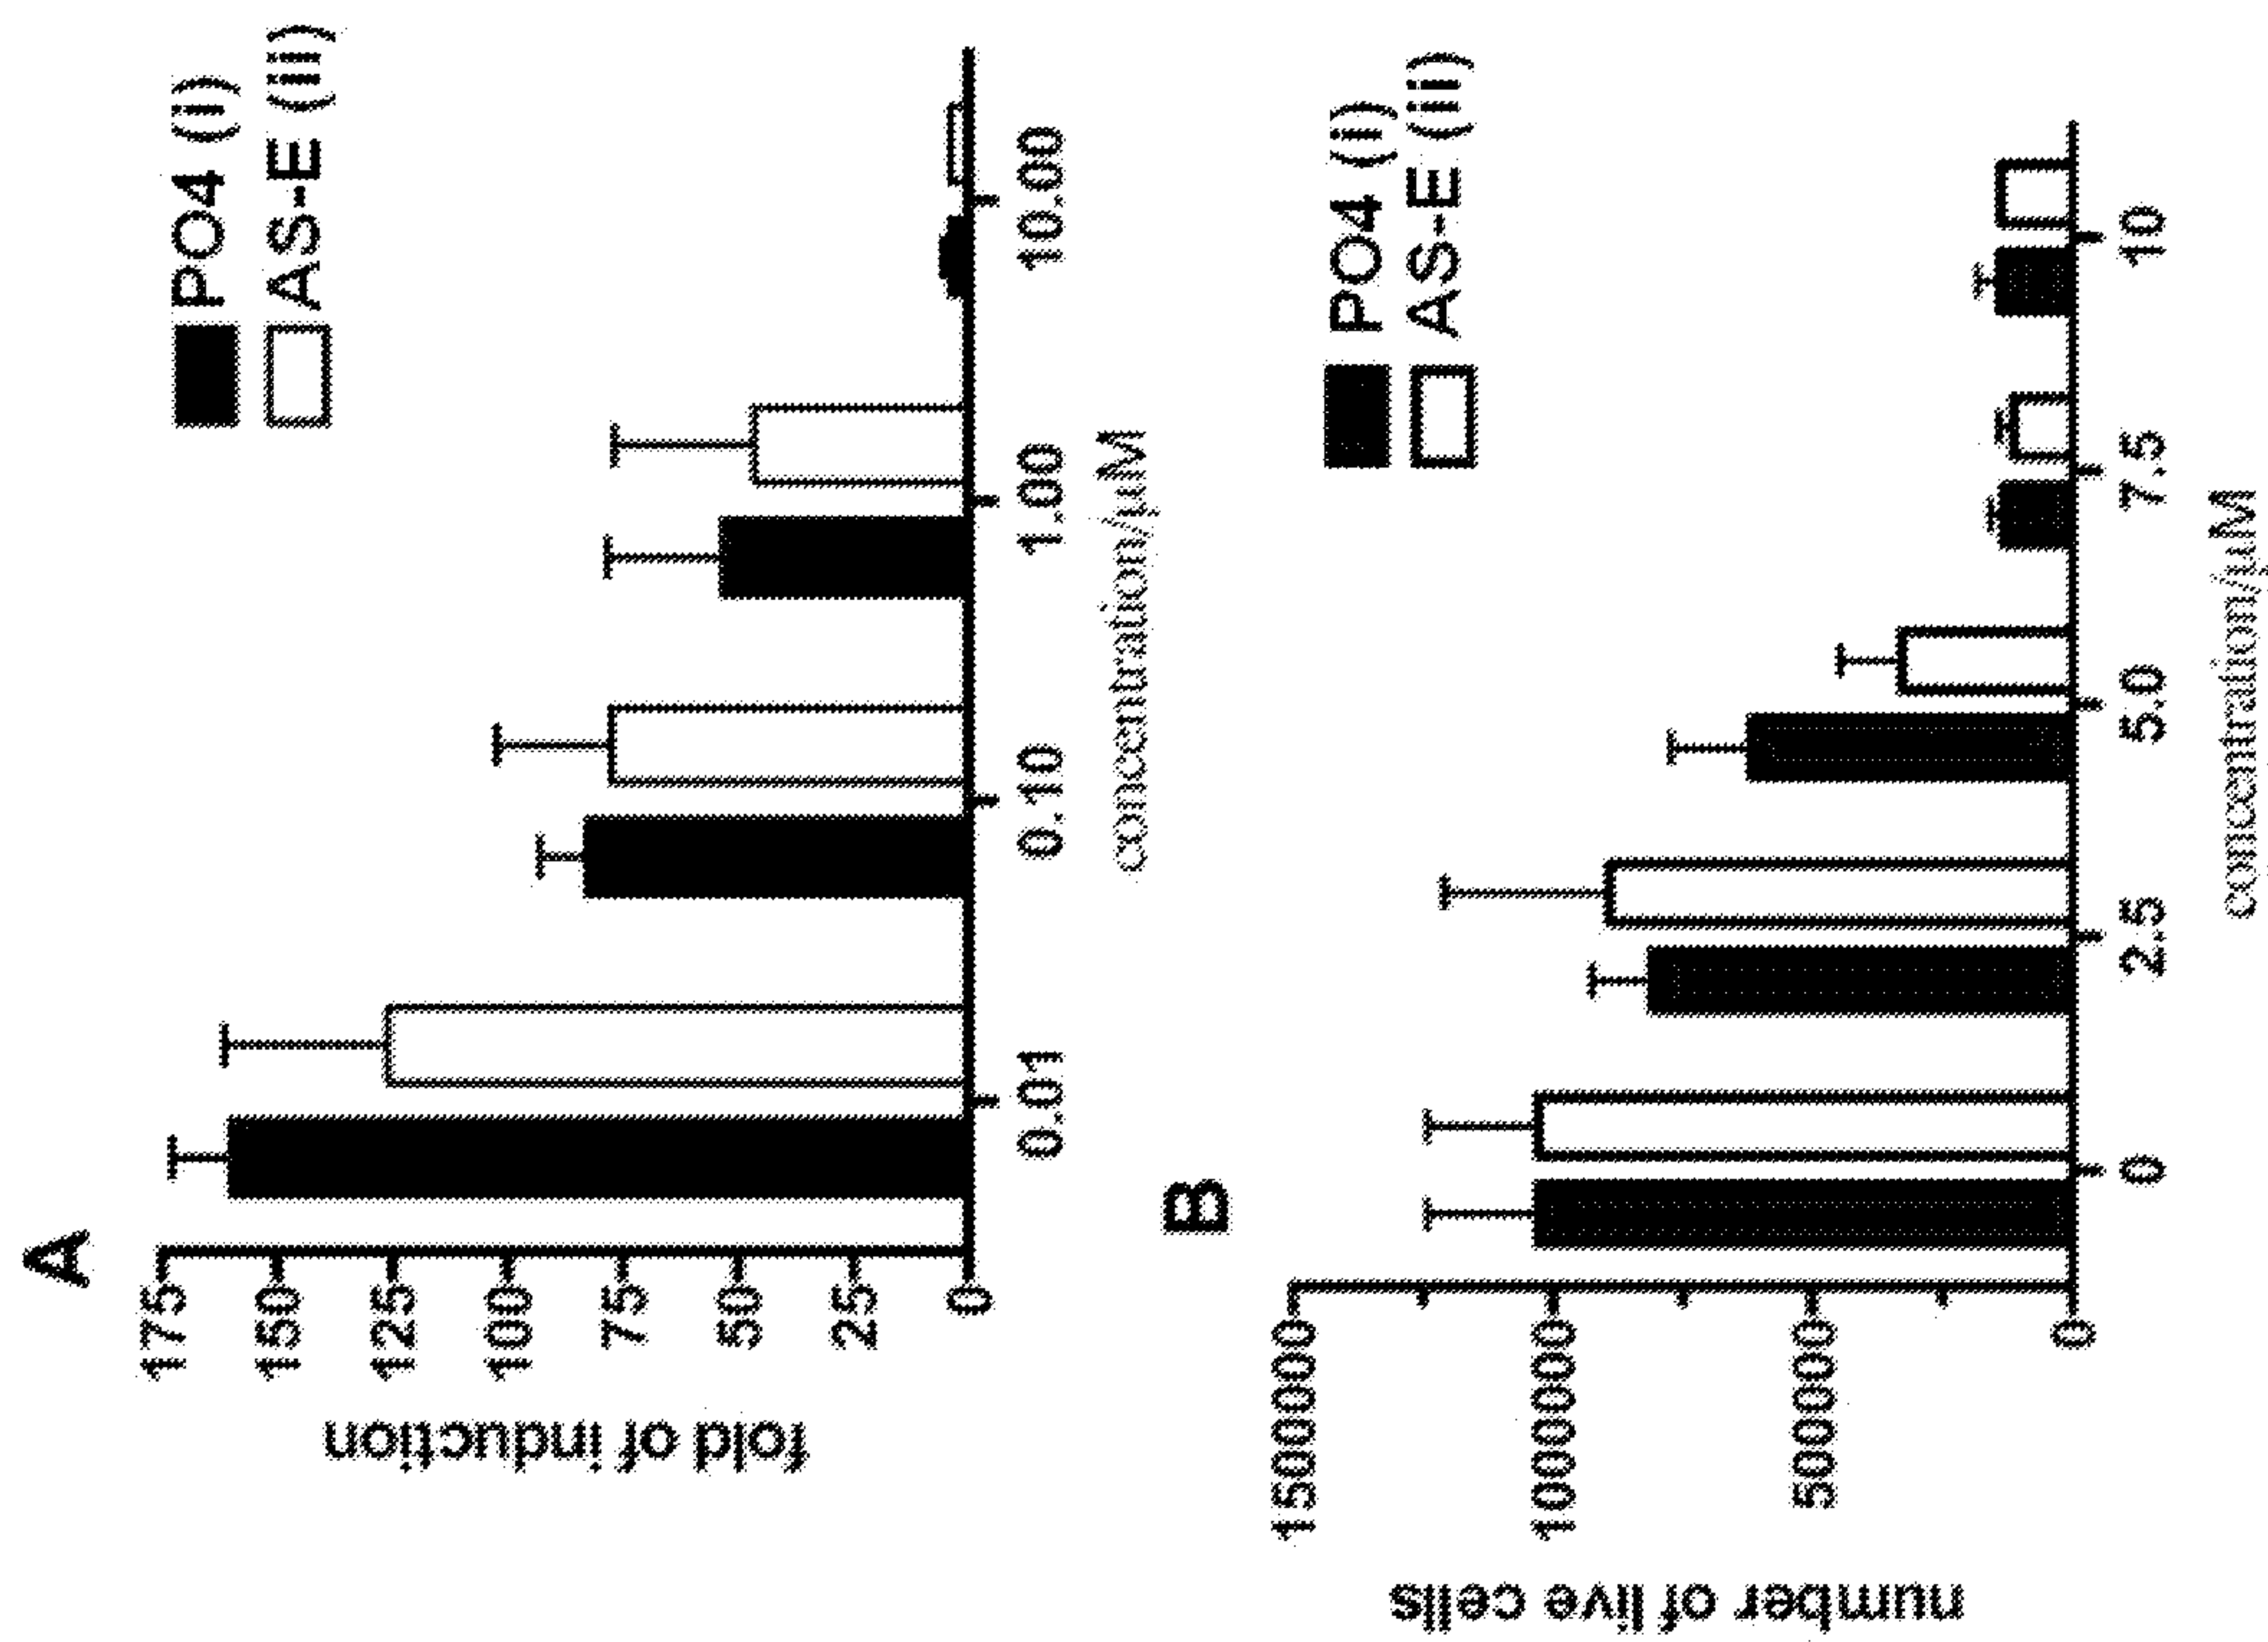 A
PO4 (i)
AS-E (ii)
fold of induction
175
150
125
100
75
50
25
0
0.01
0.10
1.00
10.00
concentration/µM
B
PO4 (i)
AS-E (ii)
number of live cells
1500000
1000000
500000
0
0
2.5
5.0
7.5
10
concentration/µM